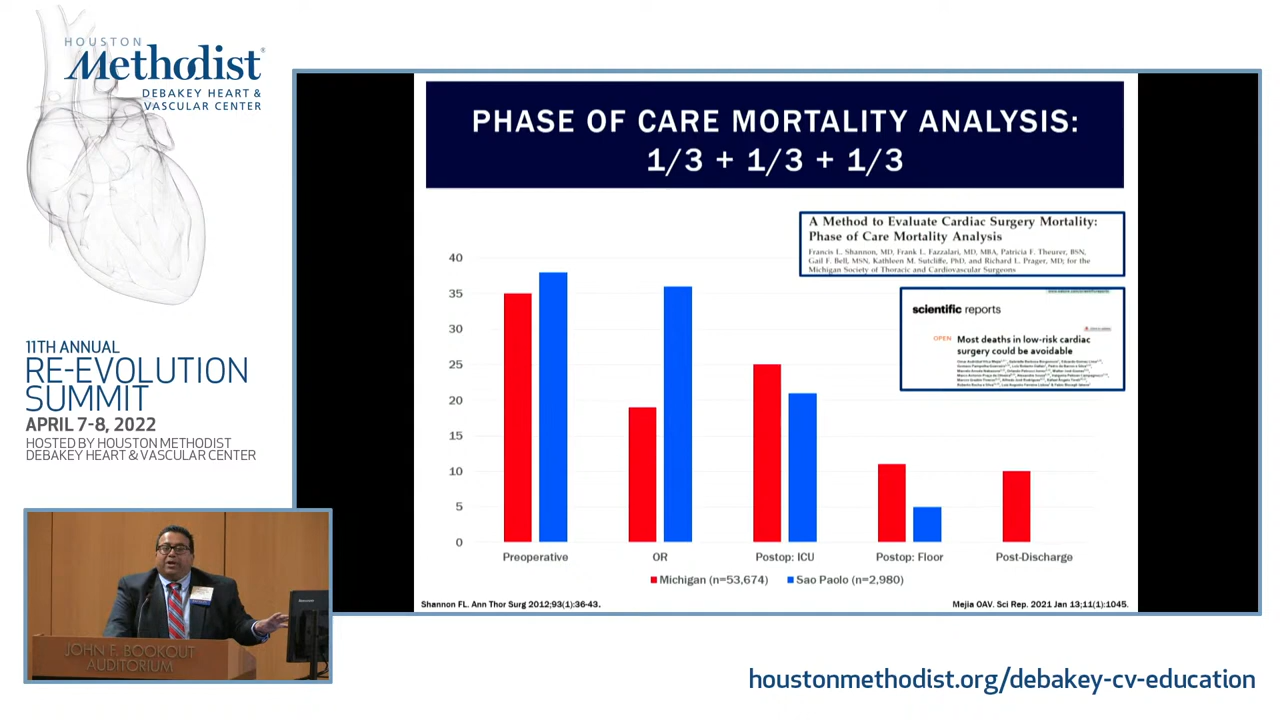 HOUSTON
Methodist®
DEBAKEY HEART &
VASCULAR CENTER
11TH ANNUAL
RE-EVOLUTION
SUMMIT
APRIL 7-8, 2022
HOSTED BY HOUSTON METHODIST
DEBAKEY HEART & VASCULAR CENTER
JOHN F. BOOKOUT
AUDITORIUM
PHASE OF CARE MORTALITY ANALYSIS:
1/3 + 1/3 + 1/3
A Method to Evaluate Cardiac Surgery Mortality:
Phase of Care Mortality Analysis
Francis L. Shannon, MD, Frank L. Fazzalari, MD, MBA, Patricia F. Theurer, BSN,
Gail F. Bell, MSN, Kathleen M. Sutcliffe, PhD, and Richard L. Prager, MD; for the
Michigan Society of Thoracic and Cardiovascular Surgeons
scientific reports
OPEN
Most deaths in low-risk cardiac
surgery could be avoidable
40
35
30
25
20
15
10
5
0
Preoperative
OR
Postop: ICU
Postop: Floor
Post-Discharge
Michigan (n=53,674)
Sao Paolo (n=2,980)
Shannon FL. Ann Thor Surg 2012;93(1):36-43.
Mejia OAV. Sci Rep. 2021 Jan 13;11(1):1045.
houstonmethodist.org/debakey-cv-education